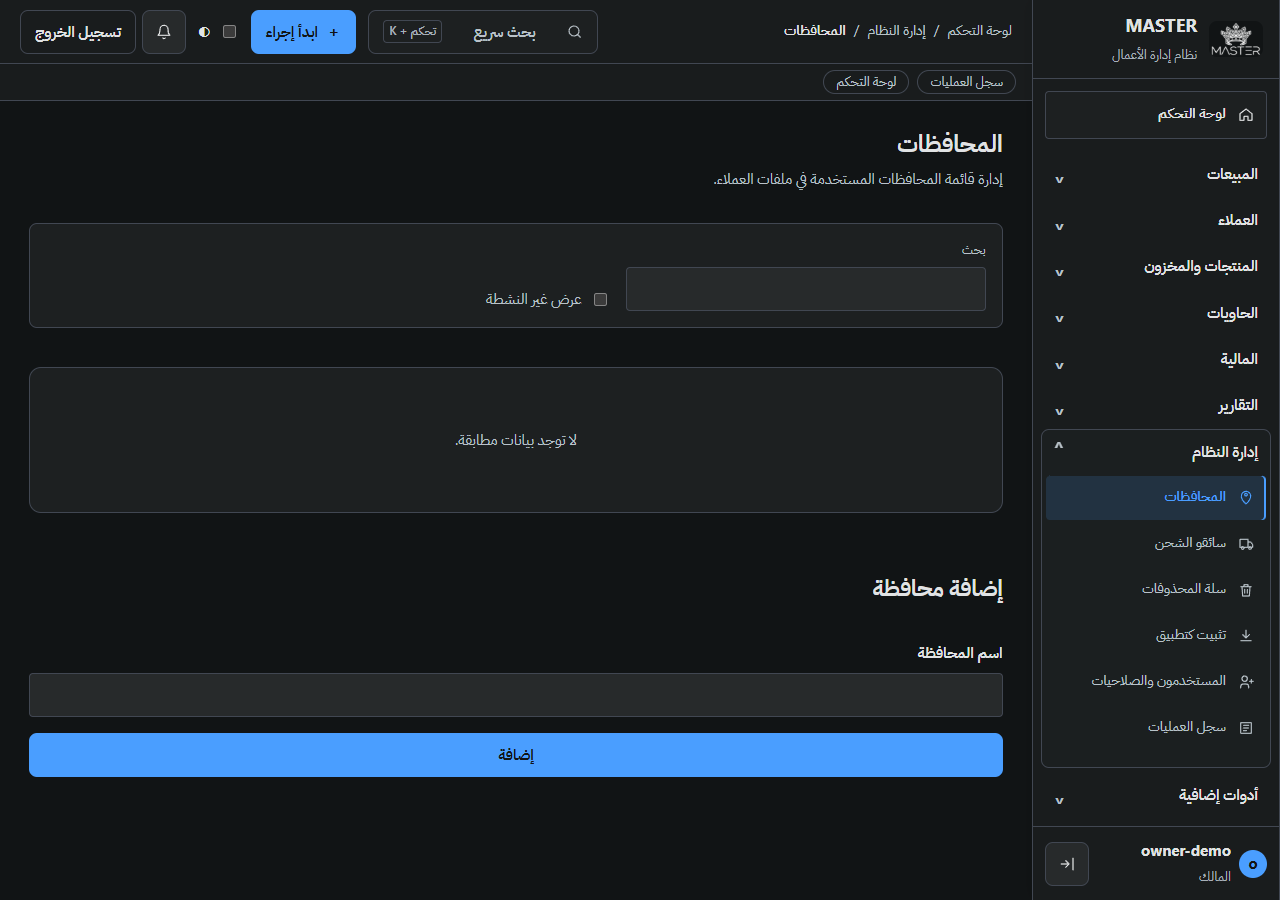 MASTER
MASTER
نظام إدارة الأعمال
لوحة التحكم
المبيعات
العملاء
المنتجات والمخزون
الحاويات
المالية
التقارير
إدارة النظام
المحافظات
سائقو الشحن
سلة المحذوفات
تثبيت كتطبيق
المستخدمون والصلاحيات
سجل العمليات
أدوات إضافية
owner-demo
المالك
o
لوحة التحكم / إدارة النظام / المحافظات
بحث سريع
تحكم + K
+ ابدأ إجراء
تسجيل الخروج
سجل العمليات
لوحة التحكم
المحافظات
إدارة قائمة المحافظات المستخدمة في ملفات العملاء.
بحث
عرض غير النشطة
لا توجد بيانات مطابقة.
إضافة محافظة
اسم المحافظة
إضافة